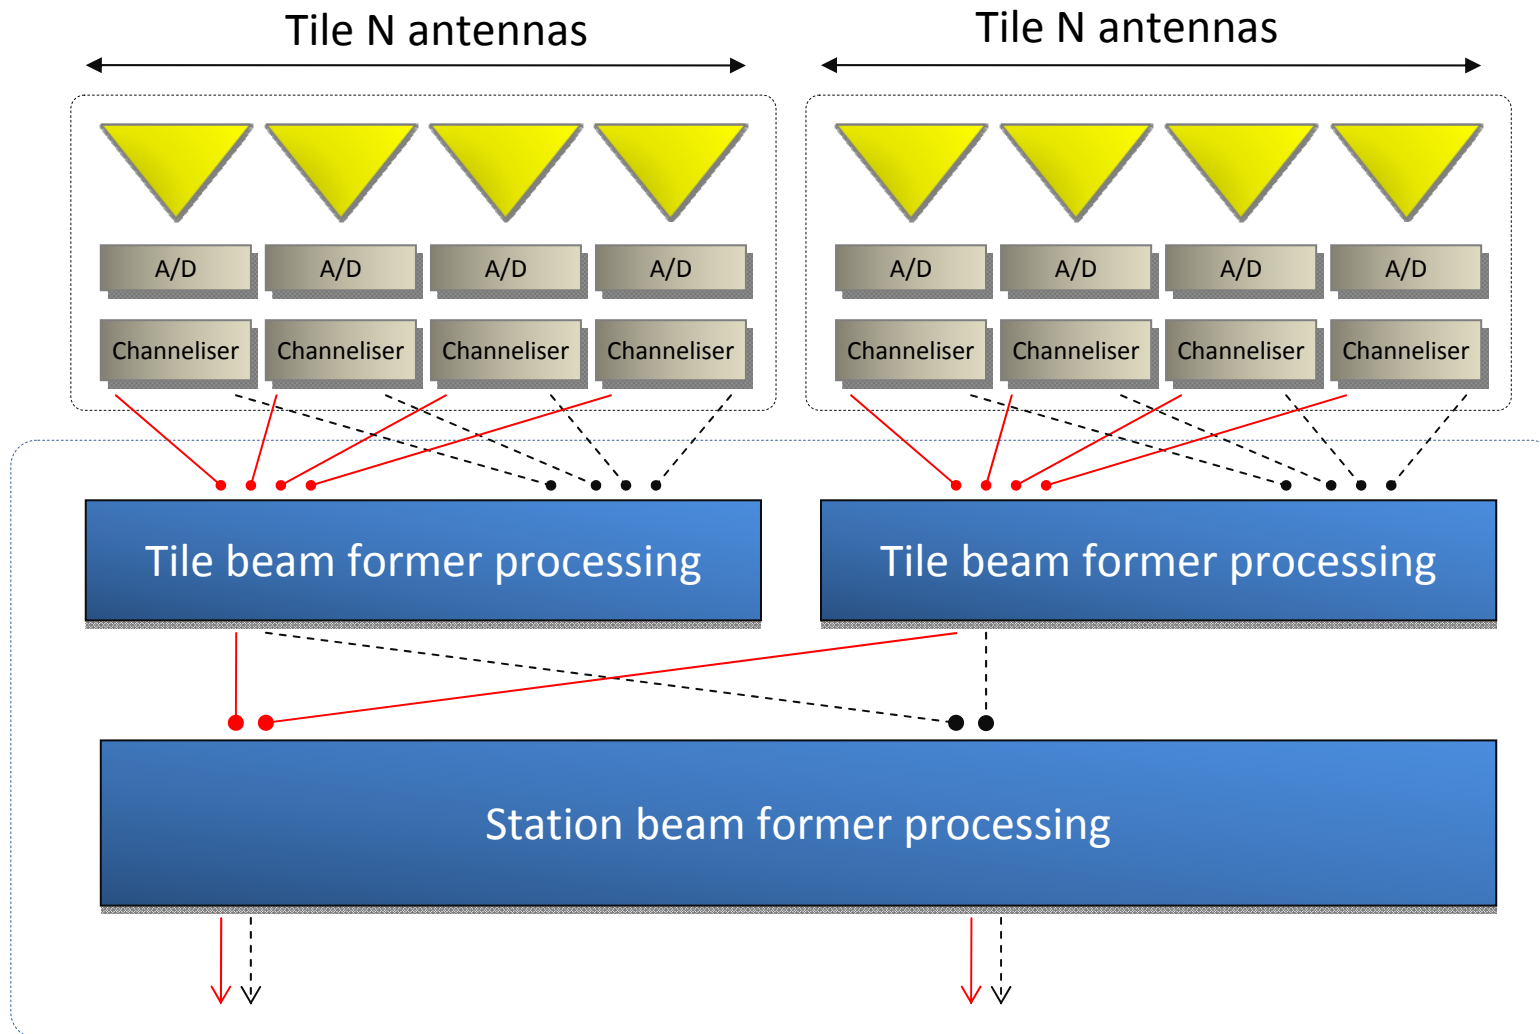 Tile N antennas
Tile N antennas
A/D
A/D
A/D
A/D
A/D
A/D
A/D
A/D
Channeliser
Channeliser
Channeliser
Channeliser
Channeliser
Channeliser
Channeliser
Channeliser
Tile beam former processing
Tile beam former processing
Station beam former processing